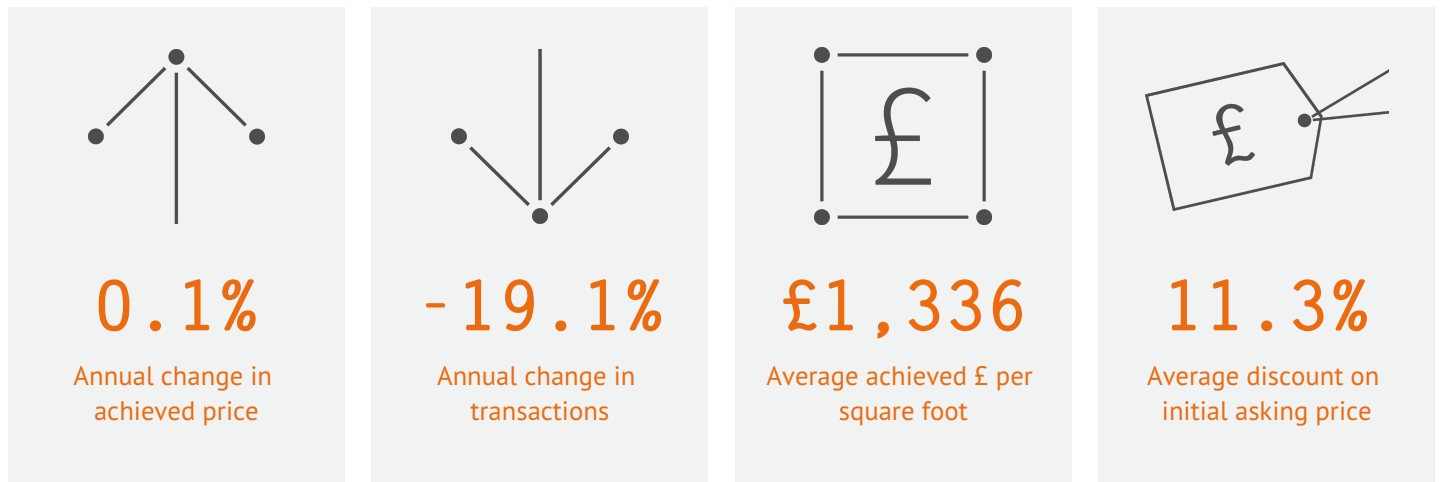 0.1%
Annual change in
achieved price
-19.1%
Annual change in
transactions
£
£1,336
Average achieved £ per
square foot
£
11.3%
Average discount on
initial asking price